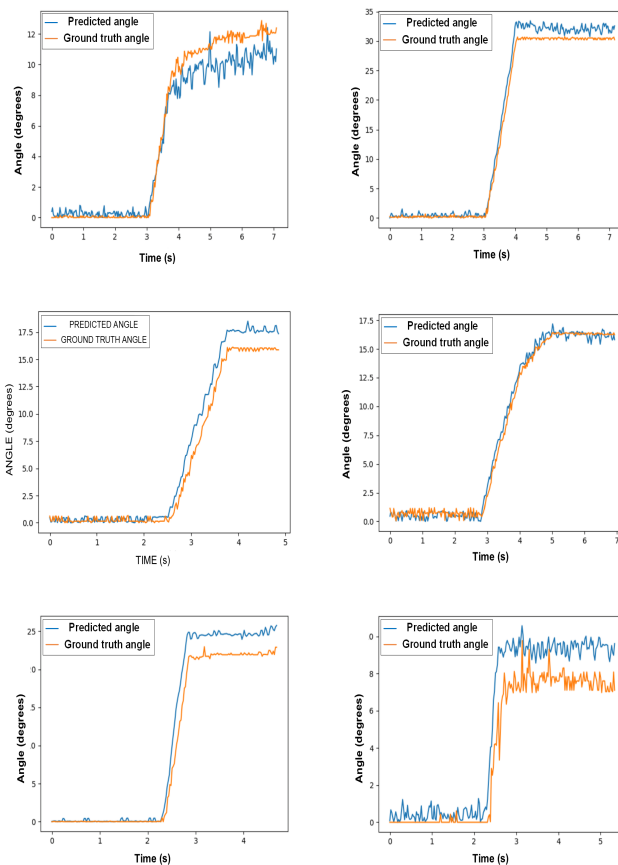 Predicted angle
Ground truth angle
12
10
8
6
4
2
0
Angle (degrees)
0 1 2 3 4 5 6 7
Time (s)
35
Predicted angle
Ground truth angle
30
25
20
15
10
5
0
Angle (degrees)
0 1 2 3 4 5 6 7
Time (s)
PREDICTED ANGLE
GROUND TRUTH ANGLE
17.5
15.0
12.5
10.0
7.5
5.0
2.5
0.0
ANGLE (degrees)
0 1 2 3 4 5
TIME (s)
17.5
Predicted angle
Ground truth angle
15.0
12.5
10.0
7.5
5.0
2.5
0.0
Angle (degrees)
0 1 2 3 4 5 6 7
Time (s)
Predicted angle
25
Ground truth angle
0
5
0
5
0
Angle (degrees)
0 1 2 3 4
Time (s)
Predicted angle
0
Ground truth angle
8
6
4
2
0
Angle (degrees)
0 1 2 3 4 5
Time (s)